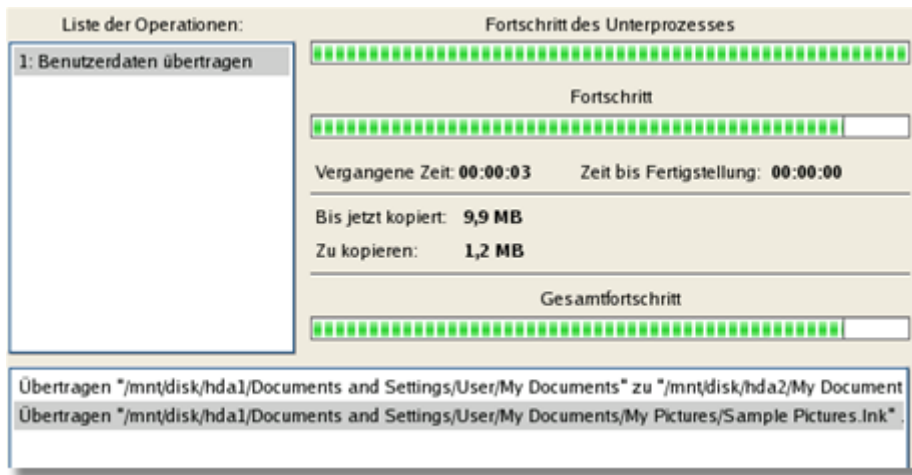 Liste der Operationen:
1: Benutzerdaten übertragen
Fortschritt des Unterprozesses
Fortschritt
Vergangene Zeit: 00:00:03 Zeit bis Fertigstellung: 00:00:00
Bis jetzt kopiert: 9,9 MB
Zu kopieren: 1,2 MB
Gesamtfortschritt
Übertragen "/mnt/disk/hda1/Documents and Settings/User/My Documents" zu "/mnt/disk/hda2/My Document
Übertragen "/mnt/disk/hda1/Documents and Settings/User/My Documents/My Pictures/Sample Pictures.lnk" .